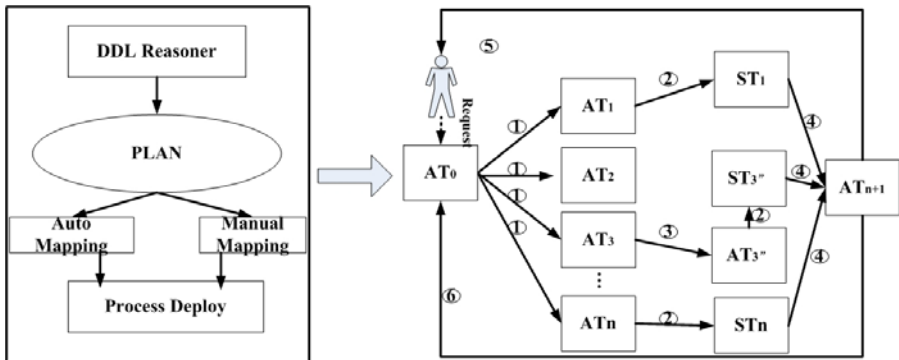 DDL Reasoner
PLAN
Auto
Mapping
Manual
Mapping
Process Deploy
⑤
Request
AT0
①
①
①
①
AT1
AT2
AT3
...
ATn
②
③
②
②
ST1
ST3"
AT3"
STn
④
④
④
ATn+1
⑥